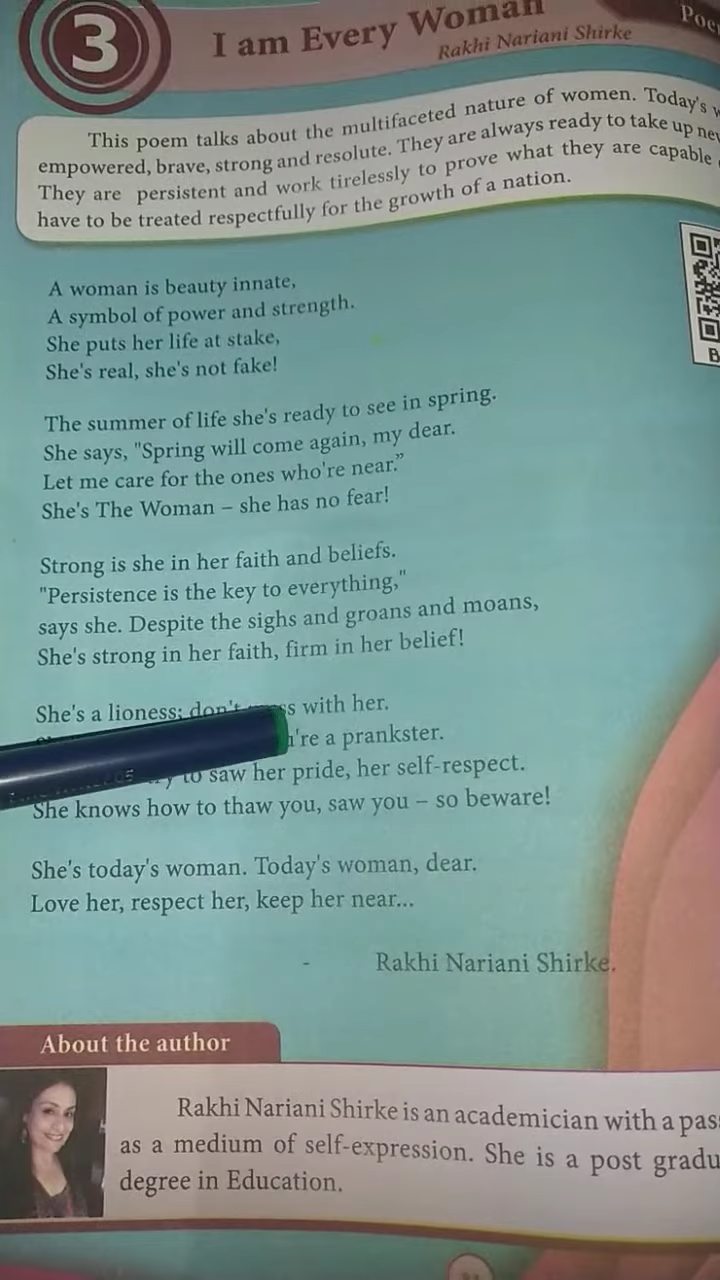 3
I am Every Woman
Poe
Rakhi Nariani Shirke
This poem talks about the multifaceted nature of women. Today's w
empowered, brave, strong and resolute. They are always ready to take up new
They are persistent and work tirelessly to prove what they are capable
have to be treated respectfully for the growth of a nation.
A woman is beauty innate,
A symbol of power and strength.
She puts her life at stake,
She's real, she's not fake!
B
The summer of life she's ready to see in spring.
She says, "Spring will come again, my dear.
Let me care for the ones who're near.”
She's The Woman – she has no fear!
Strong is she in her faith and beliefs.
"Persistence is the key to everything,"
says she. Despite the sighs and groans and moans,
She's strong in her faith, firm in her belief!
She's a lioness; don't with her.
're a prankster.
to saw her pride, her self-respect.
She knows how to thaw you, saw you – so beware!
She's today's woman. Today's woman, dear.
Love her, respect her, keep her near...
- Rakhi Nariani Shirke.
About the author
Rakhi Nariani Shirke is an academician with a pas
as a medium of self-expression. She is a post gradu
degree in Education.